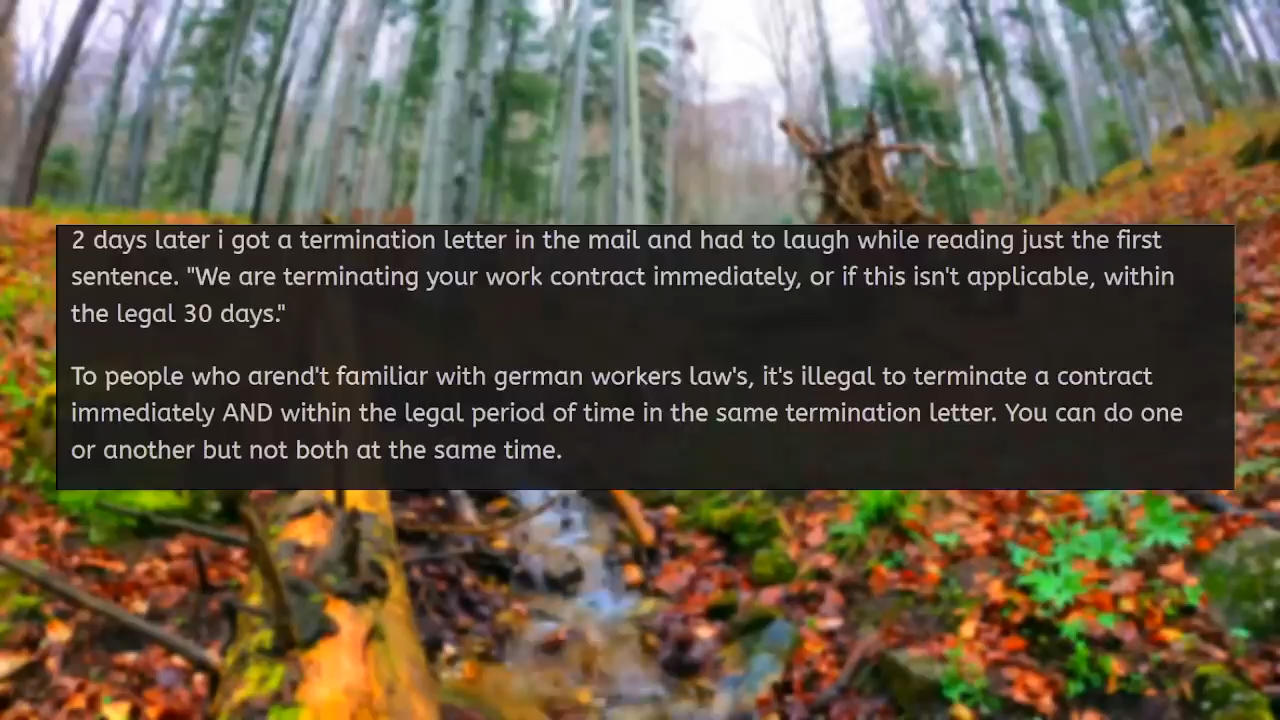 2 days later i got a termination letter in the mail and had to laugh while reading just the first
sentence. "We are terminating your work contract immediately, or if this isn't applicable, within
the legal 30 days."
To people who arend't familiar with german workers law's, it's illegal to terminate a contract
immediately AND within the legal period of time in the same termination letter. You can do one
or another but not both at the same time.